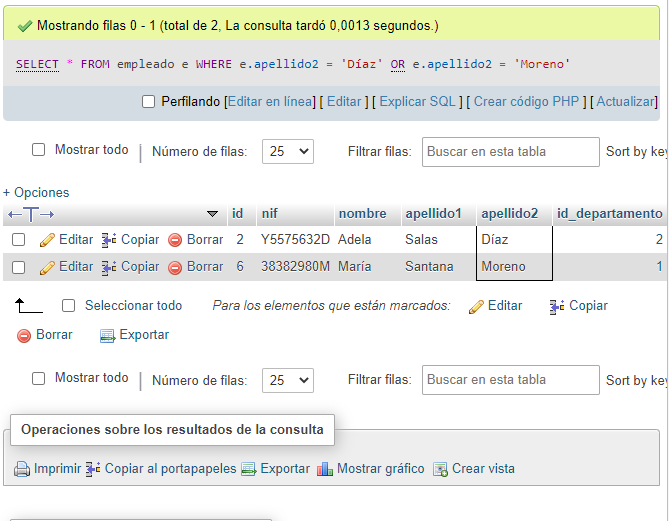 Mostrando filas 0 - 1 (total de 2, La consulta tardó 0,0013 segundos.)
SELECT * FROM empleado e WHERE e.apellido2 = 'Díaz' OR e.apellido2 = 'Moreno'
Perfilando [Editar en línea] [ Editar ] [ Explicar SQL ] [ Crear código PHP ] [ Actualizar]
Mostrar todo | Número de filas: 25 Filtrar filas: Buscar en esta tabla Sort by key
+ Opciones
id nif nombre apellido1 apellido2 id_departamento
Editar Copiar Borrar 2 Y5575632D Adela Salas Díaz 2
Editar Copiar Borrar 6 38382980M María Santana Moreno 1
Seleccionar todo Para los elementos que están marcados: Editar Copiar
Borrar Exportar
Mostrar todo | Número de filas: 25 Filtrar filas: Buscar en esta tabla Sort by key
Operaciones sobre los resultados de la consulta
Imprimir Copiar al portapapeles Exportar Mostrar gráfico Crear vista